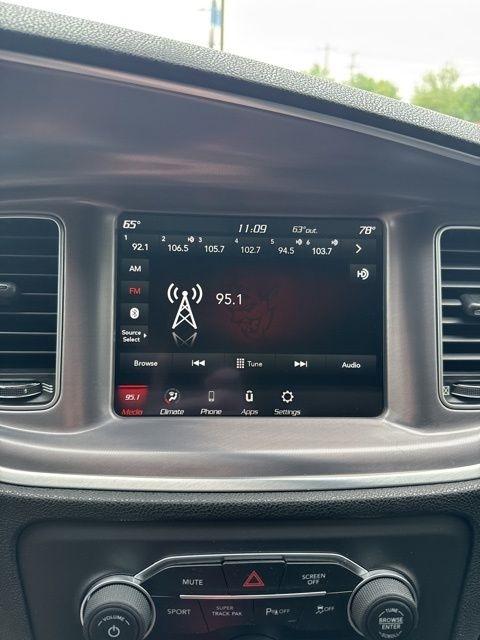 65° 11:09 63°out. 78°
1 92.1 2 106.5 3 105.7 4 102.7 5 94.5 6 103.7
AM
FM
95.1
Source
Select
Browse Tune Audio
95.1
Media Climate Phone Apps Settings
MUTE SCREEN OFF
SPORT SUPER TRACK PAK P OFF OFF
VOLUME
TUNE
BROWSE
ENTER